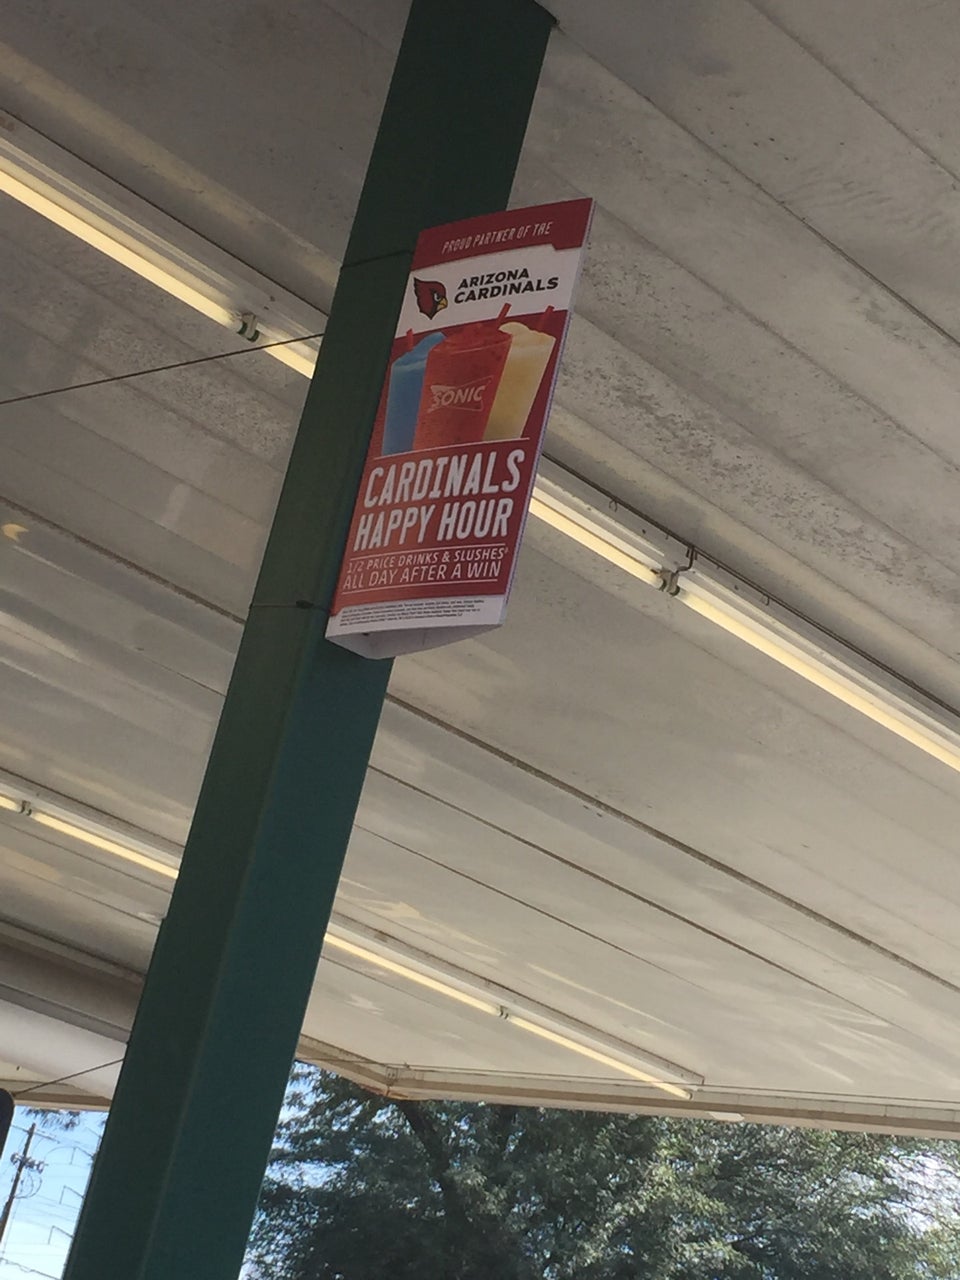 PROUD PARTNER OF THE
ARIZONA
CARDINALS
SONIC
CARDINALS
HAPPY HOUR
1/2 PRICE DRINKS & SLUSHES®
ALL DAY AFTER A WIN